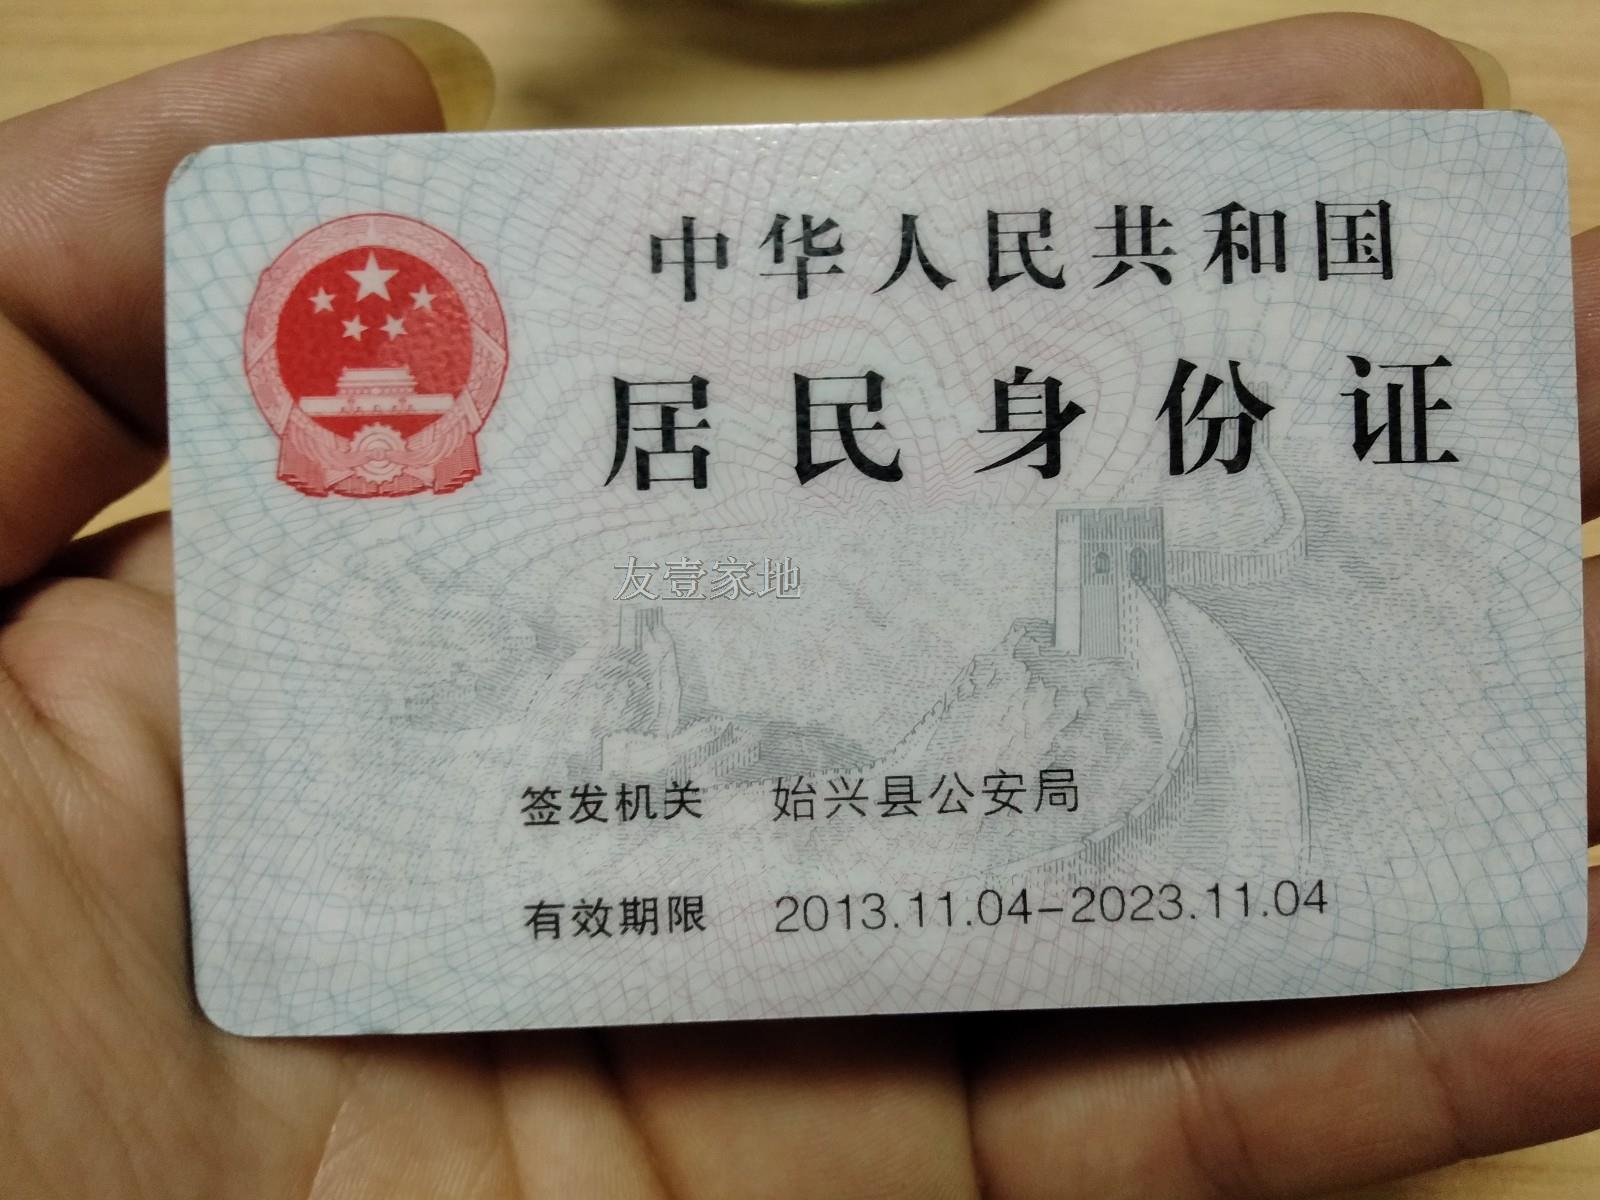 中华人民共和国
居民身份证
友壹家地
签发机关 始兴县公安局
有效期限 2013.11.04-2023.11.04